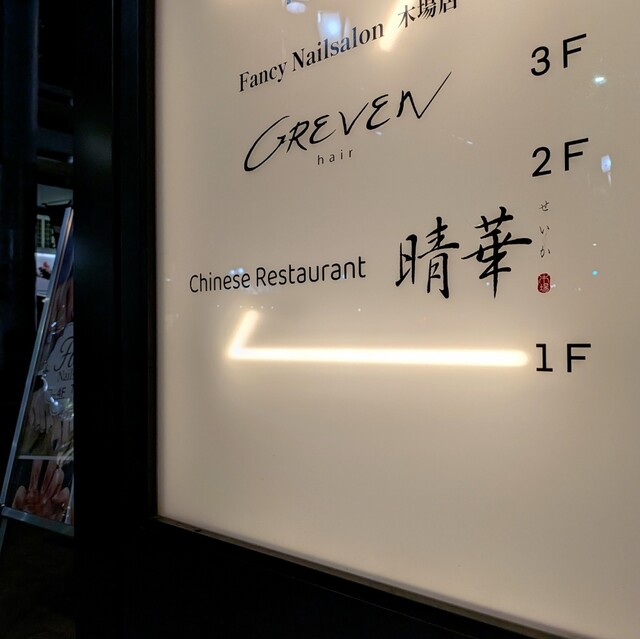 Fancy Nailsalon 木場店
3F
GREVEN
hair
2F
Chinese Restaurant 晴華
せいか
1F